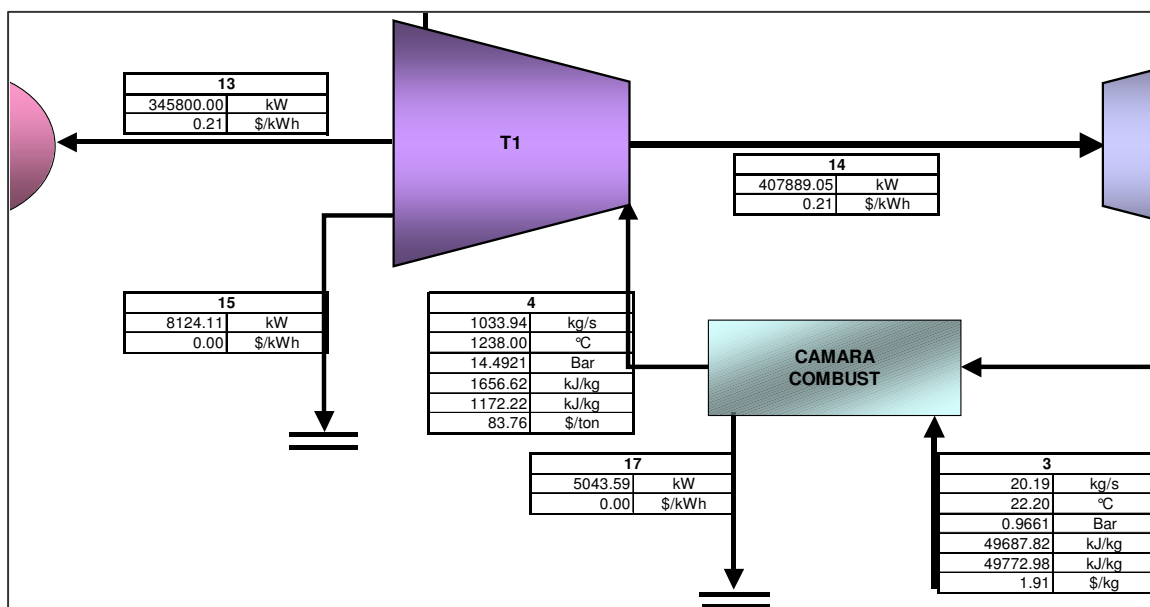 13
345800.00 kW
0.21 $/kWh
T1
14
407889.05 kW
0.21 $/kWh
15
8124.11 kW
0.00 $/kWh
4
1033.94 kg/s
1238.00 °C
14.4921 Bar
1656.62 kJ/kg
1172.22 kJ/kg
83.76 $/ton
CAMARA
COMBUST
17
5043.59 kW
0.00 $/kWh
3
20.19 kg/s
22.20 °C
0.9661 Bar
49687.82 kJ/kg
49772.98 kJ/kg
1.91 $/kg